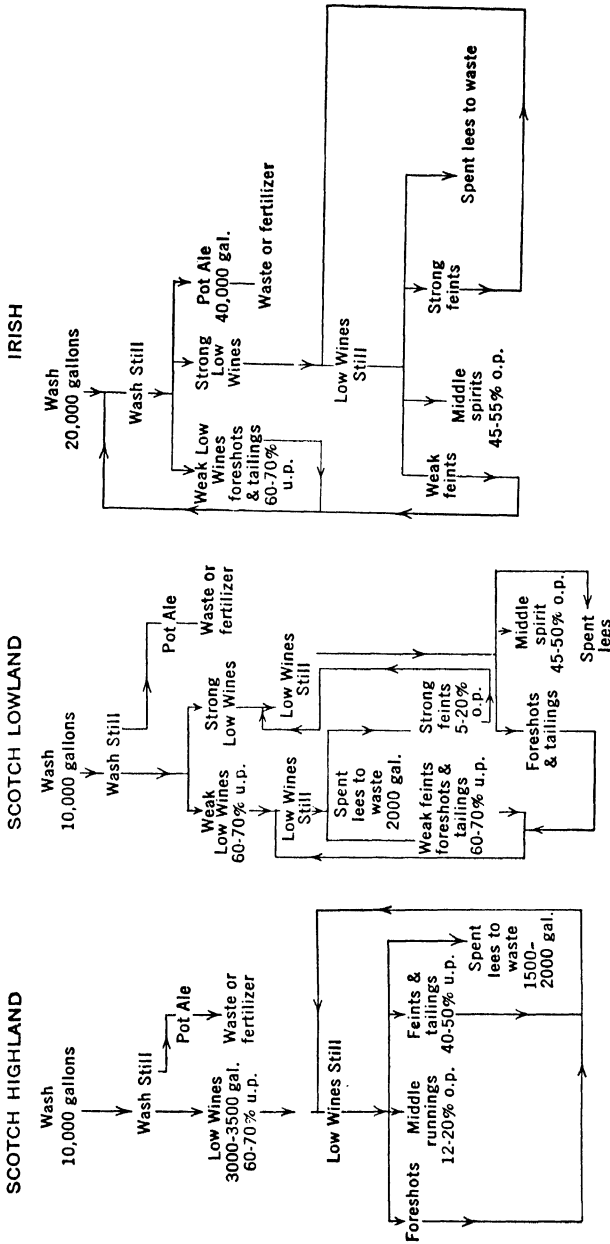 SCOTCH HIGHLAND
Wash
10,000 gallons
Wash Still
Pot Ale
Waste or
fertilizer
Low Wines
3000-3500 gal.
60-70% u.p.
Low Wines Still
Foreshots
Middle
runnings
12-20% o.p.
Feints &
tailings
40-50% u.p.
Spent
lees to
waste
1500-
2000 gal.
SCOTCH LOWLAND
Wash
10,000 gallons
Wash Still
Pot Ale
Waste or
fertilizer
Weak
Low Wines
60-70% u.p.
Strong
Low Wines
Low Wines
Still
Low Wines
Still
Spent
lees to
waste
2000 gal.
Weak feints
foreshots &
tailings
60-70% u.p.
Strong
feints
5-20%
o.p.
Foreshots
& tailings
Middle
spirit
45-50% o.p.
Spent
lees
IRISH
Wash
20,000 gallons
Wash Still
Weak Low
Wines
foreshots
& tailings
60-70%
u.p.
Strong
Low
Wines
Pot Ale
40,000 gal.
Waste or fertilizer
Low Wines
Still
Weak
feints
Middle
spirits
45-55% o.p.
Strong
feints
Spent lees to waste